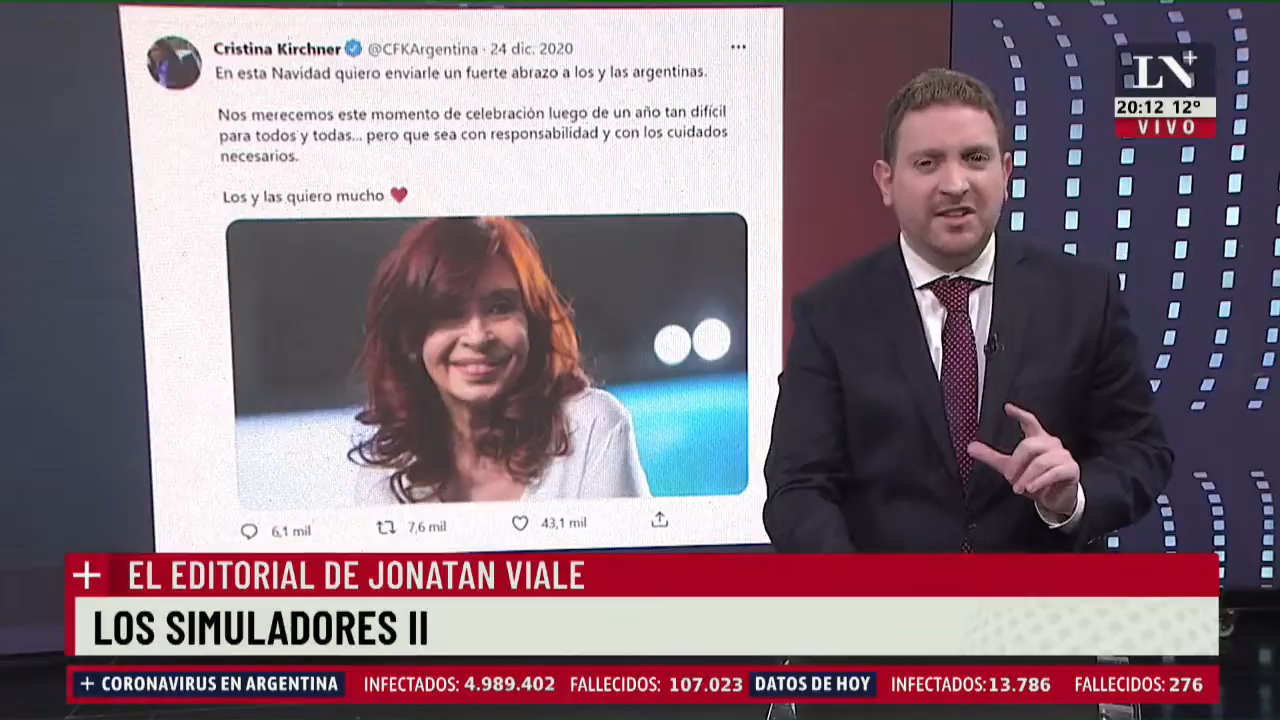 Cristina Kirchner @CFKArgentina · 24 dic. 2020
En esta Navidad quiero enviarle un fuerte abrazo a los y las argentinas.
Nos merecemos este momento de celebración luego de un año tan difícil
para todos y todas... pero que sea con responsabilidad y con los cuidados
necesarios.
Los y las quiero mucho ❤
6,1 mil 7,6 mil 43,1 mil
LN+
20:12 12°
VIVO
+ EL EDITORIAL DE JONATAN VIALE
LOS SIMULADORES II
+ CORONAVIRUS EN ARGENTINA INFECTADOS: 4.989.402 FALLECIDOS: 107.023 DATOS DE HOY INFECTADOS:13.786 FALLECIDOS: 276